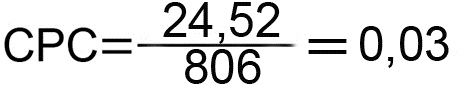 CPC= 24,52
806 = 0,03